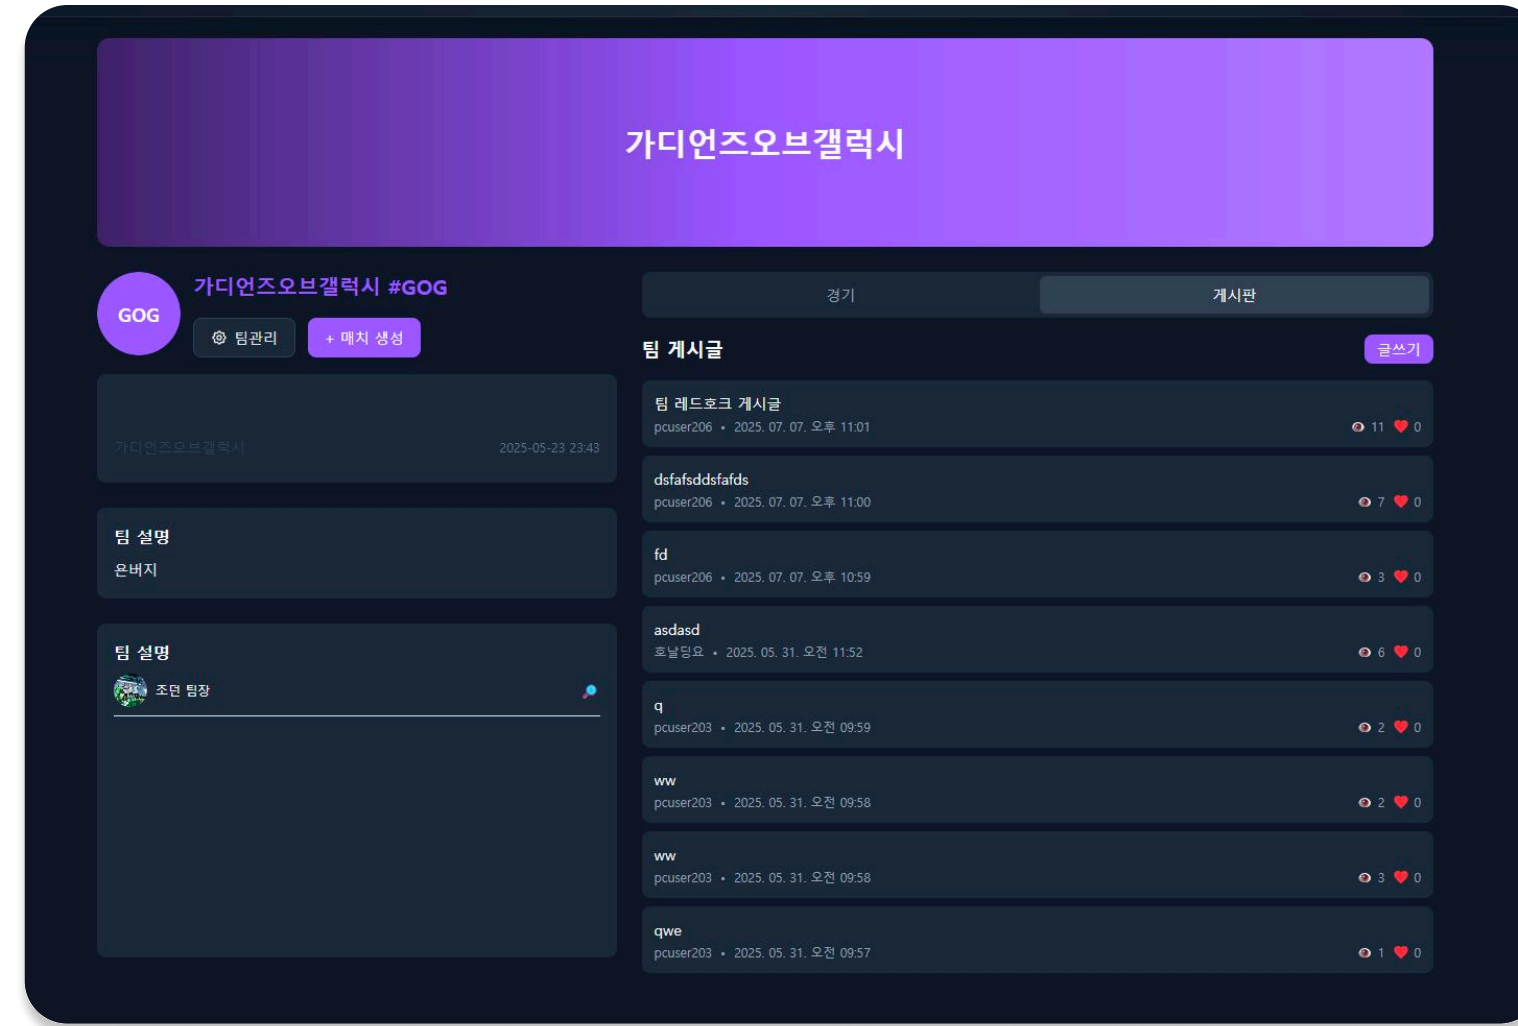 가디언즈오브갤럭시
GOG
가디언즈오브갤럭시 #GOG
팀관리
+ 매치 생성
가디언즈오브갤럭시
2025-05-23 23:43
팀 설명
욘버지
팀 설명
조던 팀장
경기
게시판
팀 게시글
글쓰기
팀 레드호크 게시글
pcuser206 • 2025. 07. 07. 오후 11:01
11 0
dsfafsddsfafds
pcuser206 • 2025. 07. 07. 오후 11:00
7 0
fd
pcuser206 • 2025. 07. 07. 오후 10:59
3 0
asdasd
호날딩요 • 2025. 05. 31. 오전 11:52
6 0
q
pcuser203 • 2025. 05. 31. 오전 09:59
2 0
ww
pcuser203 • 2025. 05. 31. 오전 09:58
2 0
ww
pcuser203 • 2025. 05. 31. 오전 09:58
3 0
qwe
pcuser203 • 2025. 05. 31. 오전 09:57
1 0